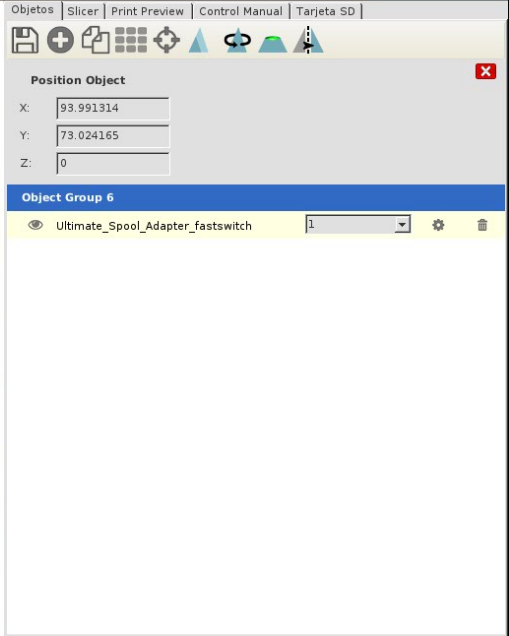 Objetos Slicer Print Preview Control Manual Tarjeta SD
Position Object
X: 93.991314
Y: 73.024165
Z: 0
Object Group 6
Ultimate_Spool_Adapter_fastswitch 1